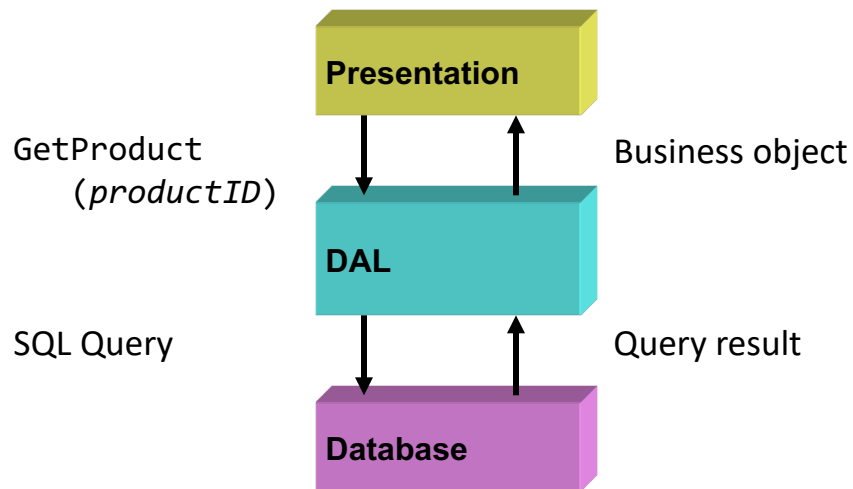 Presentation
GetProduct
(productID)
Business object
DAL
SQL Query
Query result
Database